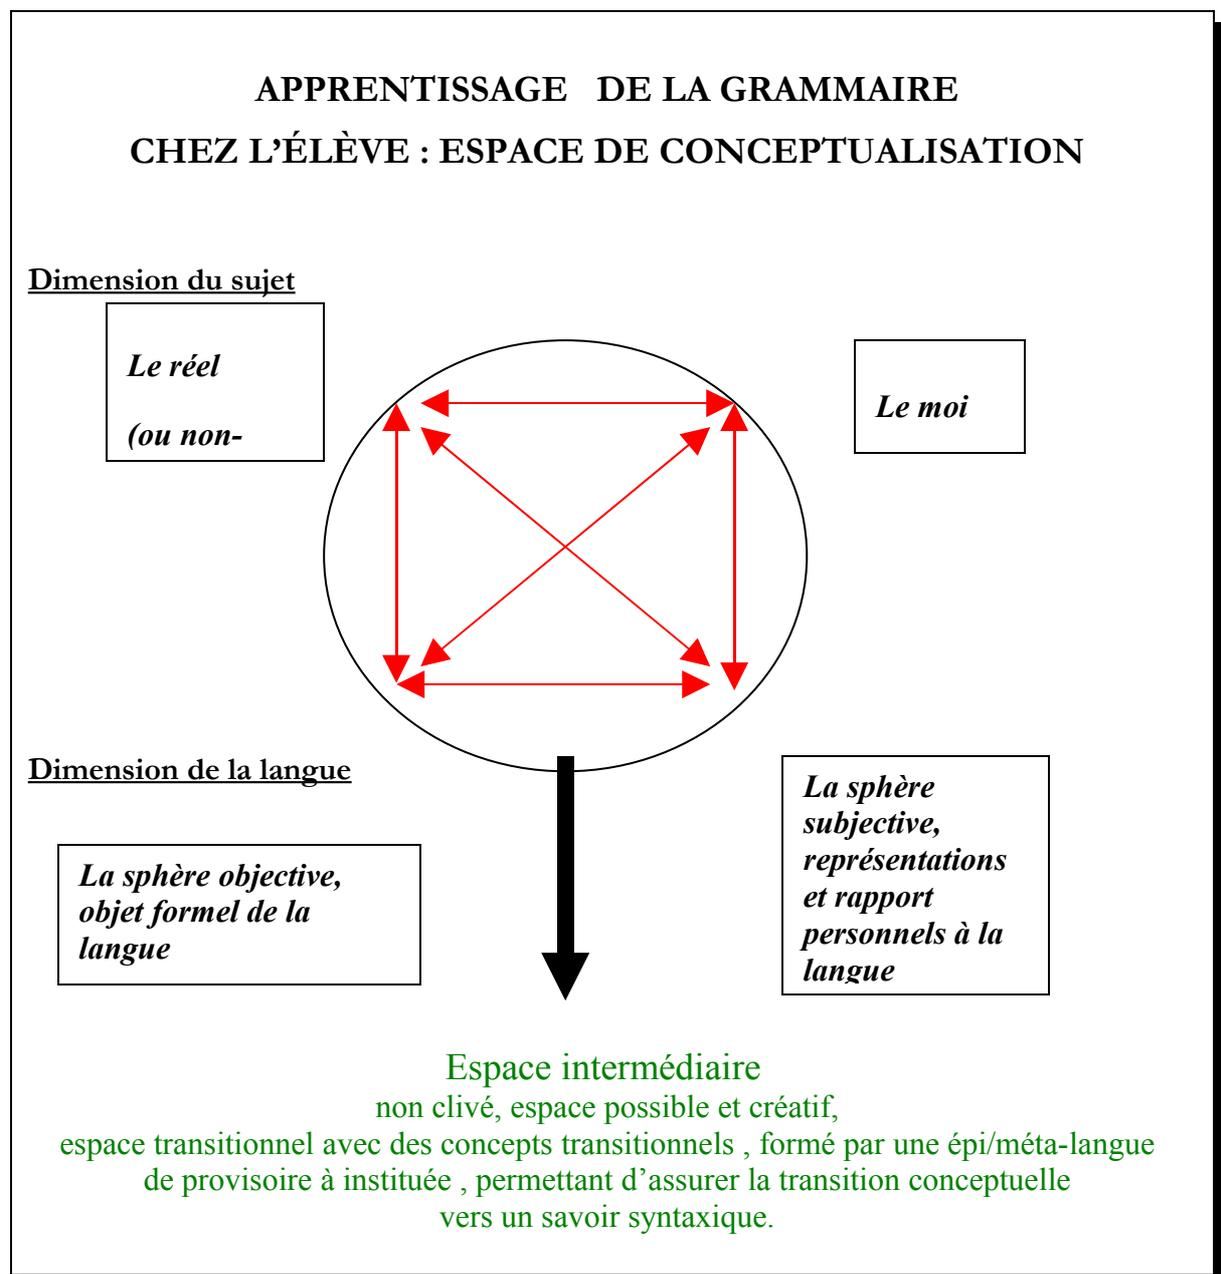 APPRENTISSAGE DE LA GRAMMAIRE
CHEZ L’ÉLÈVE : ESPACE DE CONCEPTUALISATION
Dimension du sujet
Le réel
(ou non-
Le moi
Dimension de la langue
La sphère objective,
objet formel de la
langue
La sphère
subjective,
représentations
et rapport
personnels à la
langue
Espace intermédiaire
non clivé, espace possible et créatif,
espace transitionnel avec des concepts transitionnels , formé par une épi/méta-langue
de provisoire à instituée , permettant d’assurer la transition conceptuelle
vers un savoir syntaxique.